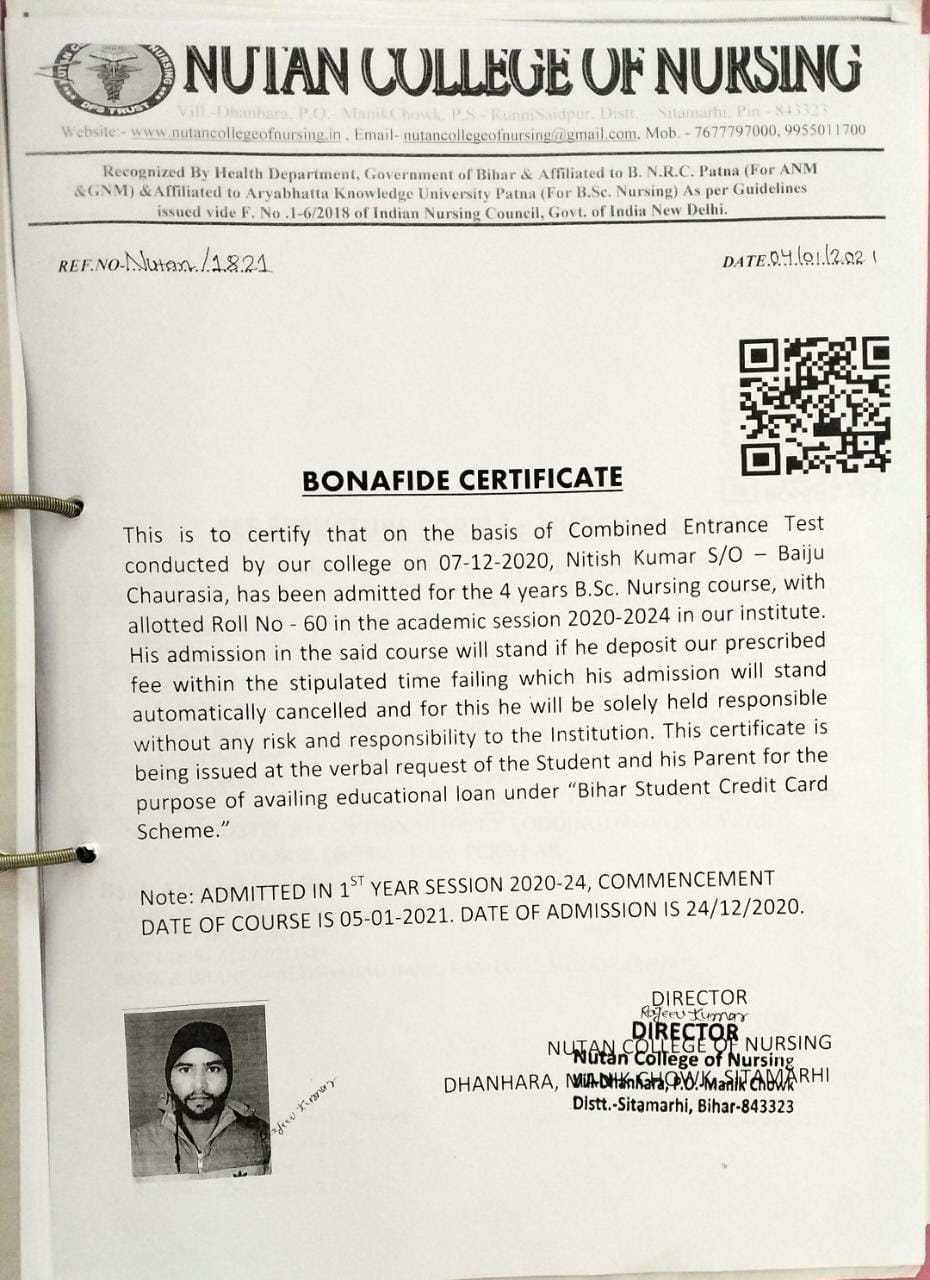 NUTAN COLLEGE OF NURSING
NUTAN COLLEGE OF NURSING
DPS TRUST
Vill.-Dhanhara, P.O.- ManikChowk, P.S - RunniSaidpur, Distt. - Sitamarhi, Pin - 843323
Website:- www.nutancollegeofnursing.in , Email- nutancollegeofnursing@gmail.com, Mob. - 7677797000, 9955011700
Recognized By Health Department, Government of Bihar & Affiliated to B. N.R.C. Patna (For ANM
&GNM) &Affiliated to Aryabhatta Knowledge University Patna (For B.Sc. Nursing) As per Guidelines
issued vide F. No .1-6/2018 of Indian Nursing Council, Govt. of India New Delhi.
REF.NO-Nutan/1821
DATE.04/01/2021
BONAFIDE CERTIFICATE
This is to certify that on the basis of Combined Entrance Test
conducted by our college on 07-12-2020, Nitish Kumar S/O – Baiju
Chaurasia, has been admitted for the 4 years B.Sc. Nursing course, with
allotted Roll No - 60 in the academic session 2020-2024 in our institute.
His admission in the said course will stand if he deposit our prescribed
fee within the stipulated time failing which his admission will stand
automatically cancelled and for this he will be solely held responsible
without any risk and responsibility to the Institution. This certificate is
being issued at the verbal request of the Student and his Parent for the
purpose of availing educational loan under “Bihar Student Credit Card
Scheme.”
Note: ADMITTED IN 1ST YEAR SESSION 2020-24, COMMENCEMENT
DATE OF COURSE IS 05-01-2021. DATE OF ADMISSION IS 24/12/2020.
DIRECTOR
Rajeev Kumar
DIRECTOR
NUTAN COLLEGE OF NURSING
Nutan College of Nursing
DHANHARA, MANIK CHOWK, SITAMARHI
Vill-Dhanhara, P.O.-Manik Chowk
Distt.-Sitamarhi, Bihar-843323
Rajeev Kumar